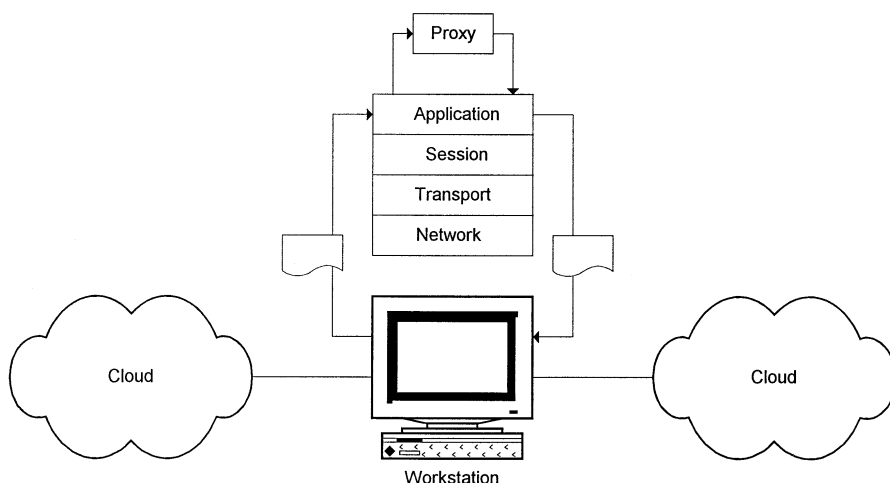 Proxy
Application
Session
Transport
Network
Cloud
Cloud
Workstation